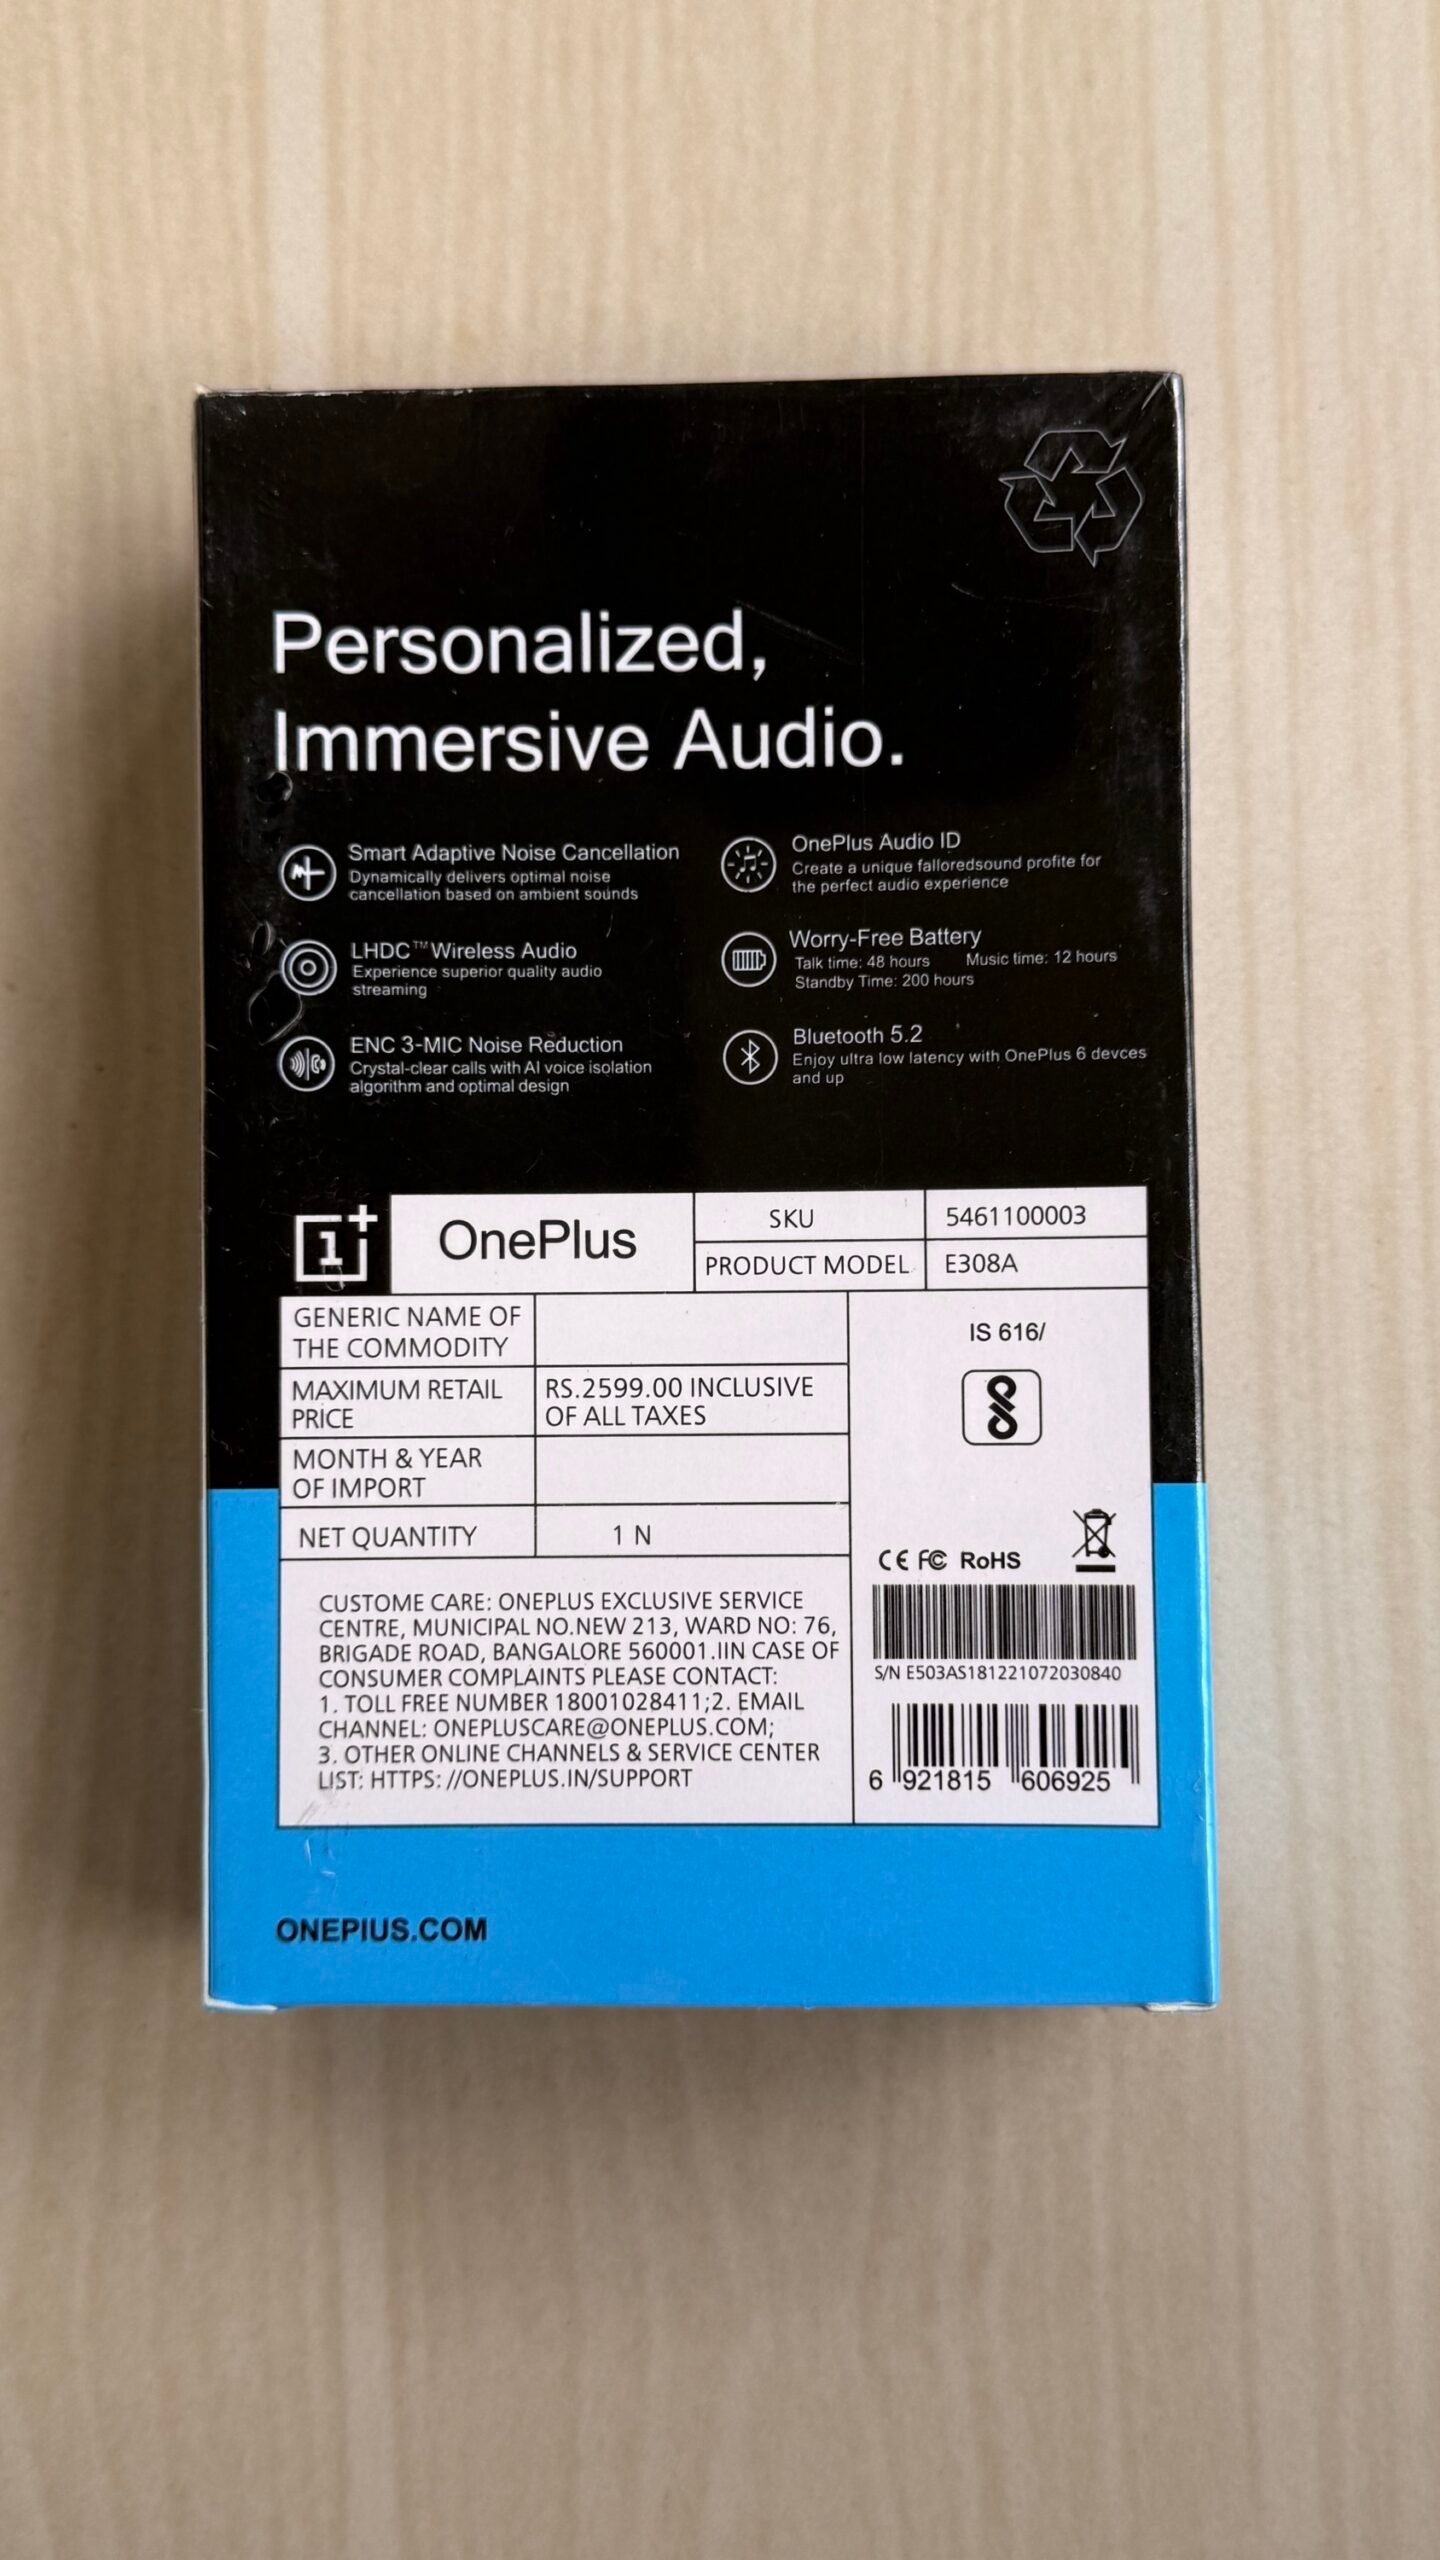 Personalized,
Immersive Audio.
Smart Adaptive Noise Cancellation
Dynamically delivers optimal noise
cancellation based on ambient sounds
OnePlus Audio ID
Create a unique falloredsound profite for
the perfect audio experience
LHDC™ Wireless Audio
Experience superior quality audio
streaming
Worry-Free Battery
Talk time: 48 hours Music time: 12 hours
Standby Time: 200 hours
ENC 3-MIC Noise Reduction
Crystal-clear calls with AI voice isolation
algorithm and optimal design
Bluetooth 5.2
Enjoy ultra low latency with OnePlus 6 devces
and up
1+ OnePlus
SKU 5461100003
PRODUCT MODEL E308A
GENERIC NAME OF
THE COMMODITY
MAXIMUM RETAIL
PRICE
RS.2599.00 INCLUSIVE
OF ALL TAXES
MONTH & YEAR
OF IMPORT
NET QUANTITY 1 N
IS 616/
CE FC RoHS
S/N E503AS181221072030840
6 921815 606925
CUSTOME CARE: ONEPLUS EXCLUSIVE SERVICE
CENTRE, MUNICIPAL NO.NEW 213, WARD NO: 76,
BRIGADE ROAD, BANGALORE 560001.IIN CASE OF
CONSUMER COMPLAINTS PLEASE CONTACT:
1. TOLL FREE NUMBER 18001028411;2. EMAIL
CHANNEL: ONEPLUSCARE@ONEPLUS.COM;
3. OTHER ONLINE CHANNELS & SERVICE CENTER
LIST: HTTPS: //ONEPLUS.IN/SUPPORT
ONEPIUS.COM